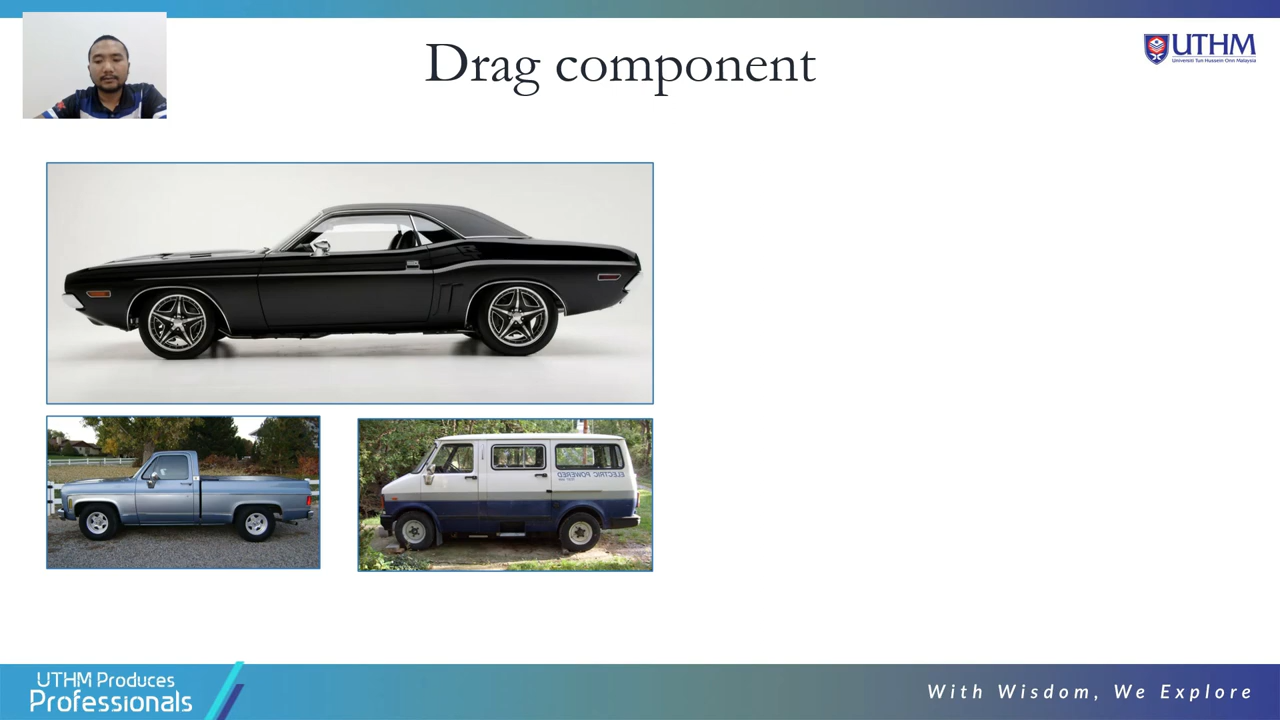 Drag component
UTHM
Universiti Tun Hussein Onn Malaysia
ELECTRIC POWERED
UTHM Produces
Professionals
With Wisdom, We Explore